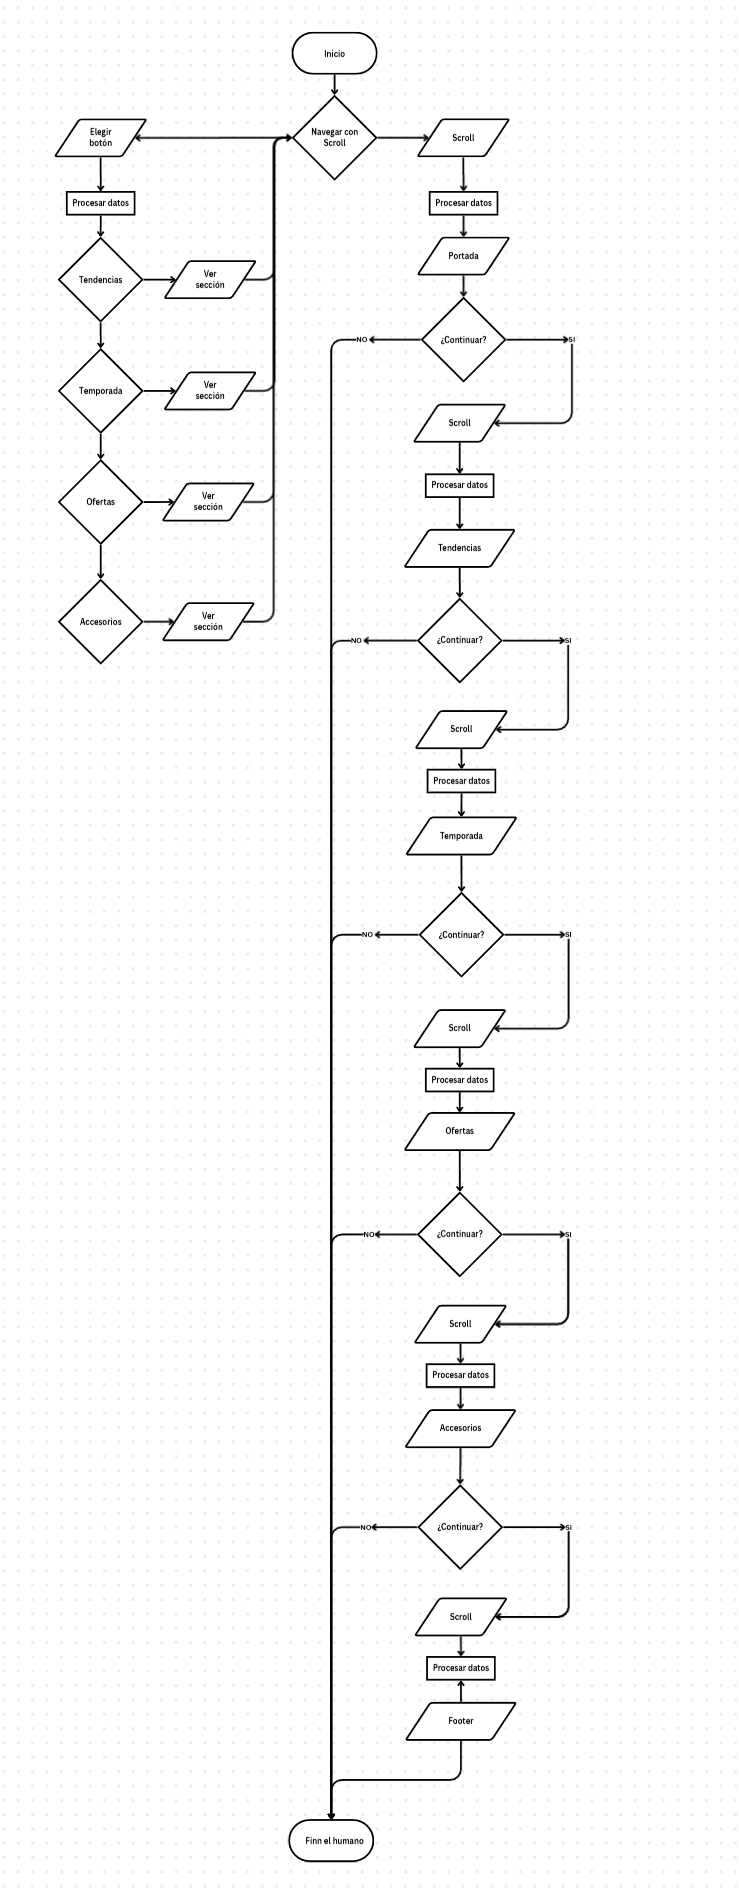 Inicio
Navegar con
Scroll
Elegir
botón
Procesar datos
Tendencias
Ver
sección
Temporada
Ver
sección
Ofertas
Ver
sección
Accesorios
Ver
sección
Scroll
Procesar datos
Portada
¿Continuar?
NO
SI
Scroll
Procesar datos
Tendencias
¿Continuar?
NO
SI
Scroll
Procesar datos
Temporada
¿Continuar?
NO
SI
Scroll
Procesar datos
Ofertas
¿Continuar?
NO
SI
Scroll
Procesar datos
Accesorios
¿Continuar?
NO
SI
Scroll
Procesar datos
Footer
Finn el humano